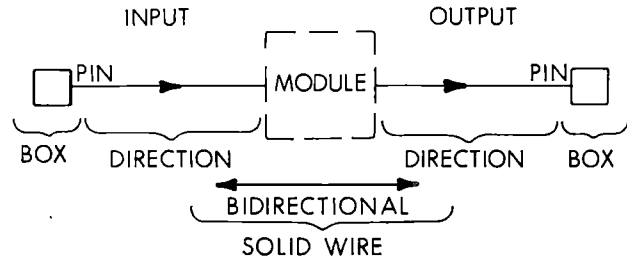 INPUT OUTPUT
PIN MODULE PIN
BOX DIRECTION DIRECTION BOX
BIDIRECTIONAL
SOLID WIRE